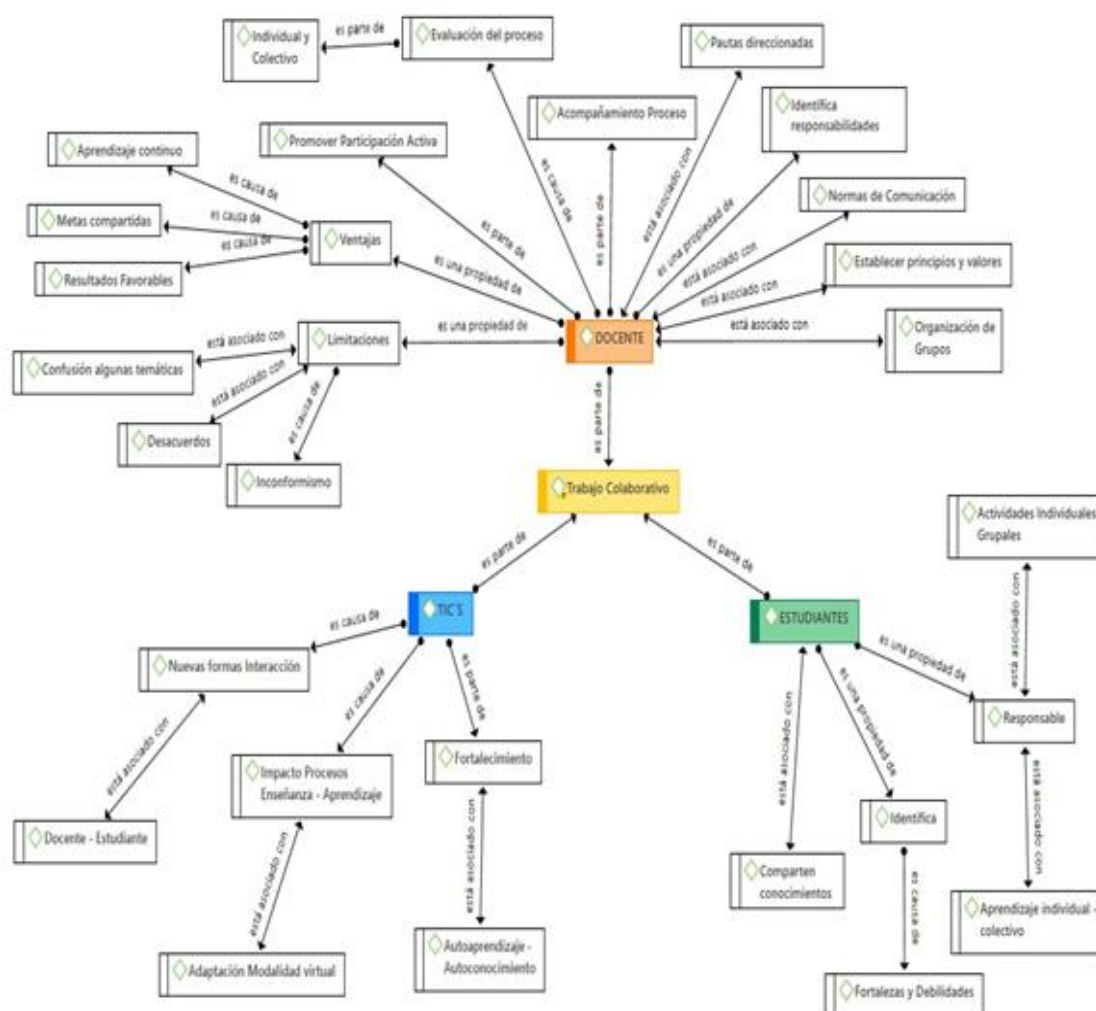 Individual y
Colectivo
es parte de
Evaluación del proceso
Pautas direccionadas
Acompañamiento Proceso
Identifica
responsabilidades
Promover Participación Activa
Aprendizaje continuo
es causa de
Metas compartidas
es causa de
Resultados Favorables
es causa de
Ventajas
es una propiedad de
es parte de
es causa de
es parte de
está asociado con
es una propiedad de
Normas de Comunicación
está asociado con
Establecer principios y valores
está asociado con
Organización de
Grupos
está asociado con
DOCENTE
es una propiedad de
Limitaciones
está asociado con
Confusión algunas temáticas
está asociado con
Desacuerdos
es causa de
Inconformismo
es parte de
Trabajo Colaborativo
es parte de
es parte de
TIC´S
ESTUDIANTES
Actividades Individuales
Grupales
está asociado con
es causa de
Nuevas formas Interacción
es causa de
es parte de
es una propiedad de
Responsable
está asociado con
es una propiedad de
está asociado con
Impacto Procesos
Enseñanza - Aprendizaje
Fortalecimiento
Identifica
está asociado con
Docente - Estudiante
está asociado con
está asociado con
Comparten
conocimientos
es causa de
Aprendizaje individual -
colectivo
Adaptación Modalidad virtual
Autoaprendizaje -
Autoconocimiento
Fortalezas y Debilidades